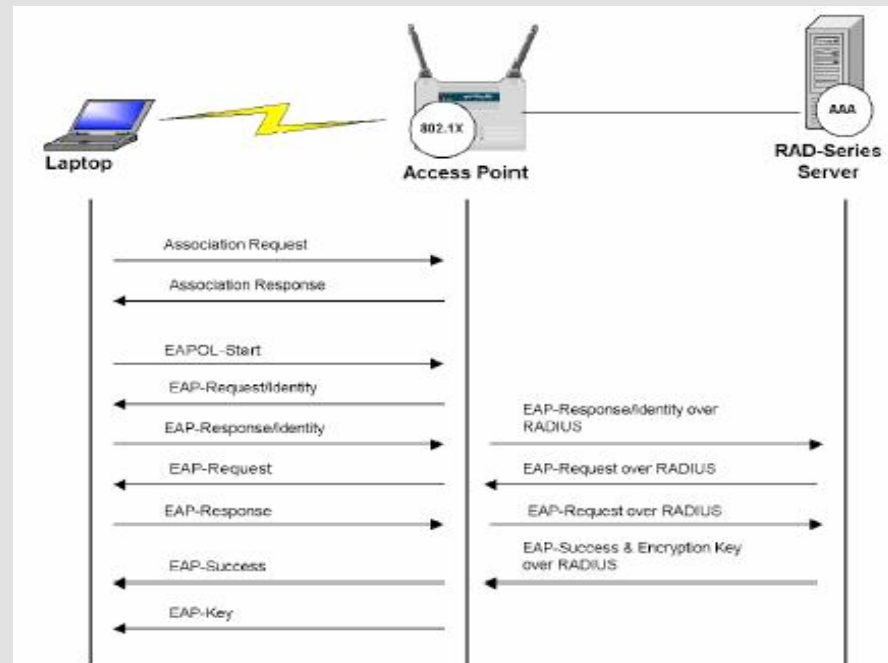 802.1X
AAA
Laptop
Access Point
RAD-Series
Server
Association Request
Association Response
EAPOL-Start
EAP-Request/Identity
EAP-Response/Identity over
RADIUS
EAP-Response/Identity
EAP-Request
EAP-Request over RADIUS
EAP-Response
EAP-Request over RADIUS
EAP-Success & Encryption Key
over RADIUS
EAP-Success
EAP-Key